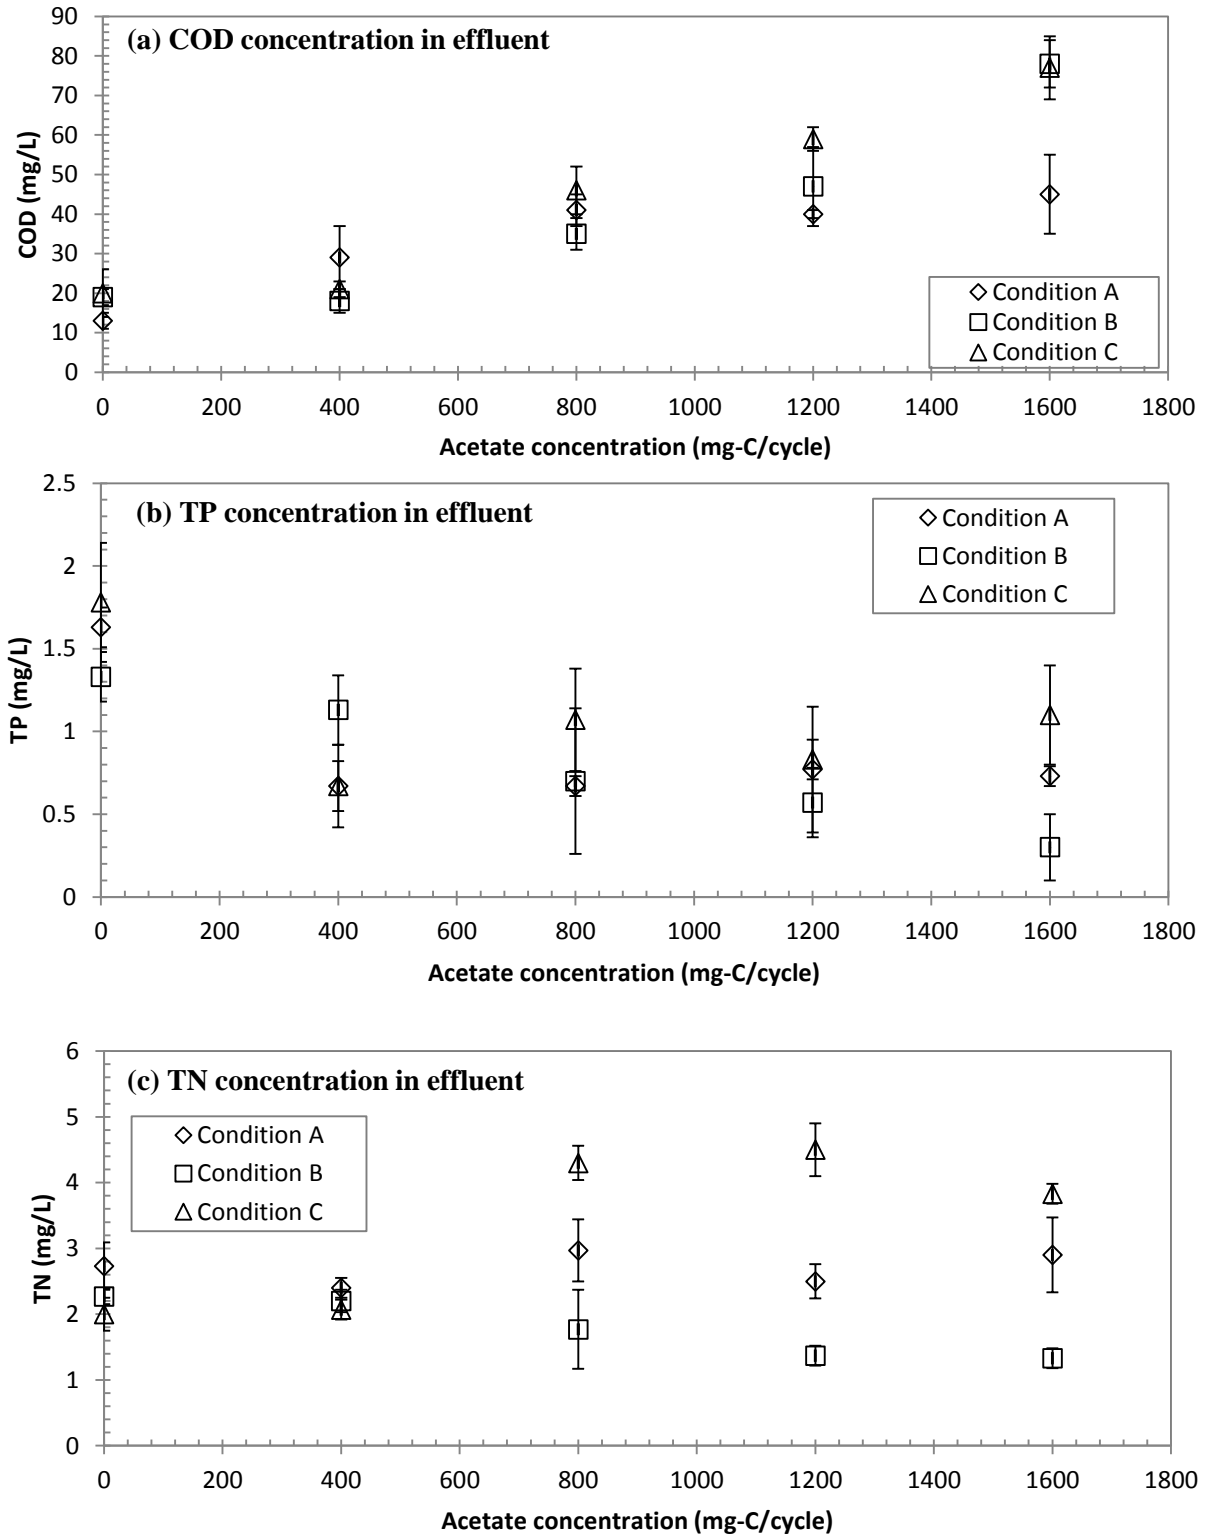 (a) COD concentration in effluent
COD (mg/L)
90
80
70
60
50
40
30
20
10
0
Condition A
Condition B
Condition C
0 200 400 600 800 1000 1200 1400 1600 1800
Acetate concentration (mg-C/cycle)
(b) TP concentration in effluent
TP (mg/L)
2.5
2
1.5
1
0.5
0
Condition A
Condition B
Condition C
0 200 400 600 800 1000 1200 1400 1600 1800
Acetate concentration (mg-C/cycle)
(c) TN concentration in effluent
TN (mg/L)
6
5
4
3
2
1
0
Condition A
Condition B
Condition C
0 200 400 600 800 1000 1200 1400 1600 1800
Acetate concentration (mg-C/cycle)